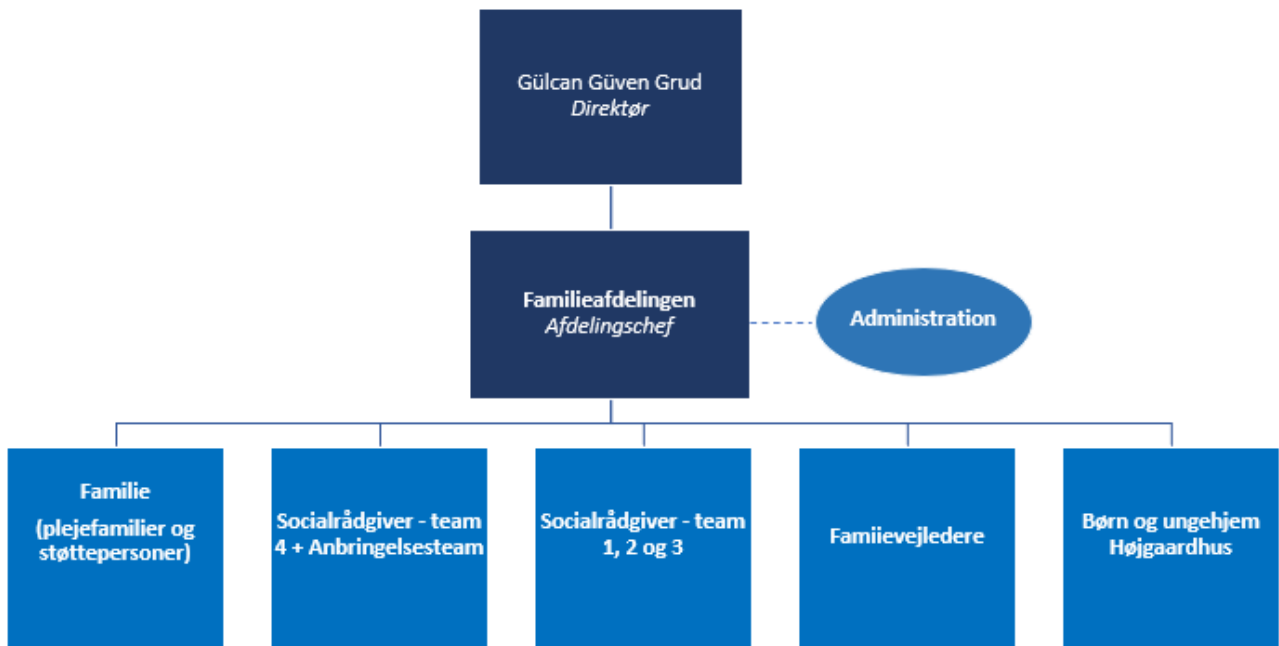 Gülcan Güven Grud
Direktør
Familieafdelingen
Afdelingschef
Administration
Familie
(plejefamilier og
støttepersoner)
Socialrådgiver - team
4 + Anbringelsesteam
Socialrådgiver - team
1, 2 og 3
Famiievejledere
Børn og ungehjem
Højgaardhus